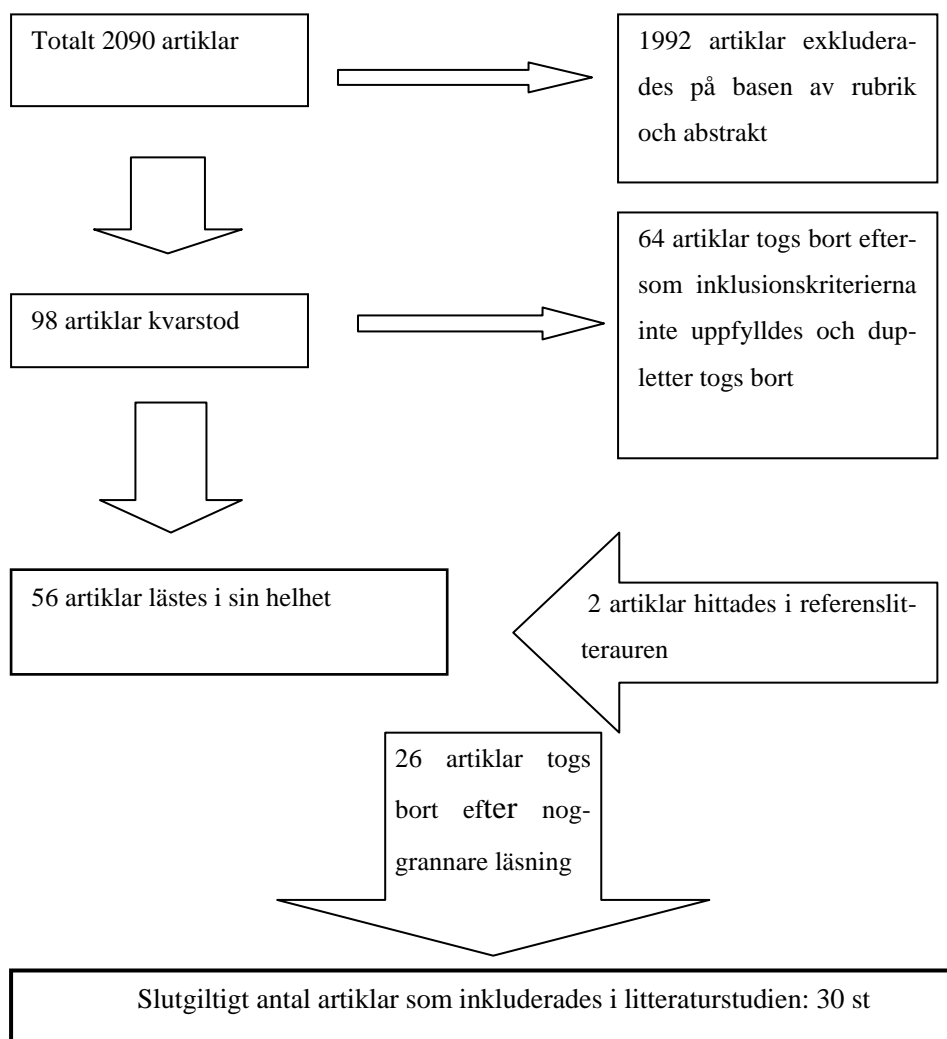 Totalt 2090 artiklar
1992 artiklar exkludera-
des på basen av rubrik
och abstrakt
64 artiklar togs bort efter-
som inklusionskriterierna
inte uppfylldes och dup-
letter togs bort
98 artiklar kvarstod
56 artiklar lästes i sin helhet
2 artiklar hittades i referenslit-
terauren
26 artiklar togs
bort efter nog-
grannare läsning
Slutgiltigt antal artiklar som inkluderades i litteraturstudien: 30 st